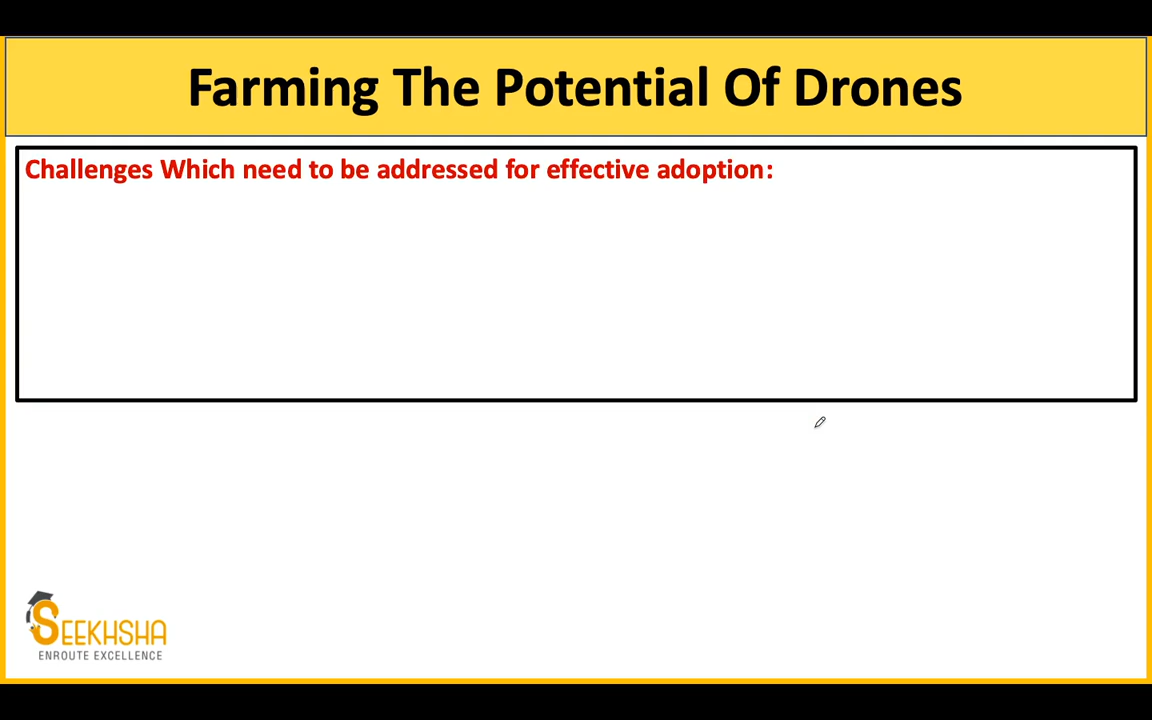 Farming The Potential Of Drones
Challenges Which need to be addressed for effective adoption:
SEEKHSHA
ENROUTE EXCELLENCE